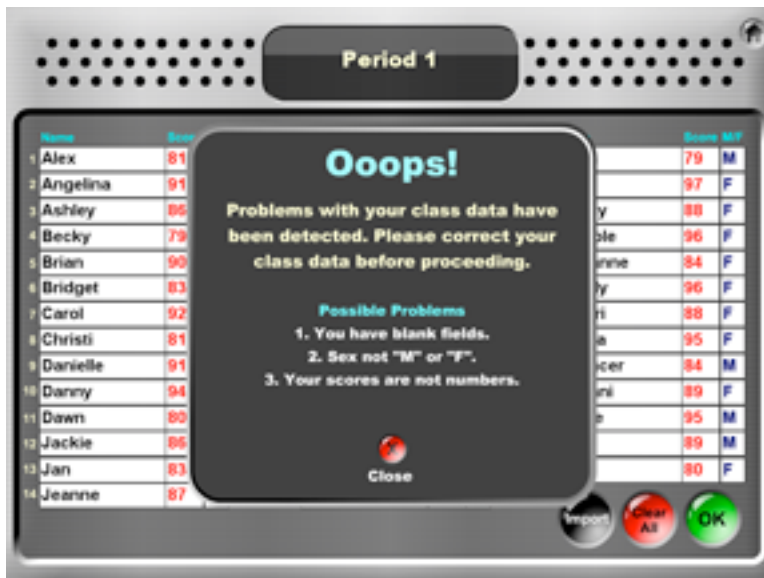 Period 1
Name Score
Score M/F
1 Alex 81
79 M
2 Angelina 91
97 F
3 Ashley 86
88 F
4 Becky 79
96 F
5 Brian 90
84 F
6 Bridget 83
96 F
7 Carol 92
88 F
8 Christi 81
95 F
9 Danielle 91
84 M
10 Danny 94
89 F
11 Dawn 80
95 M
12 Jackie 86
89 M
13 Jan 83
80 F
14 Jeanne 87
Ooops!
Problems with your class data have
been detected. Please correct your
class data before proceeding.
Possible Problems
1. You have blank fields.
2. Sex not "M" or "F".
3. Your scores are not numbers.
X
Close
Import
Clear
All
OK